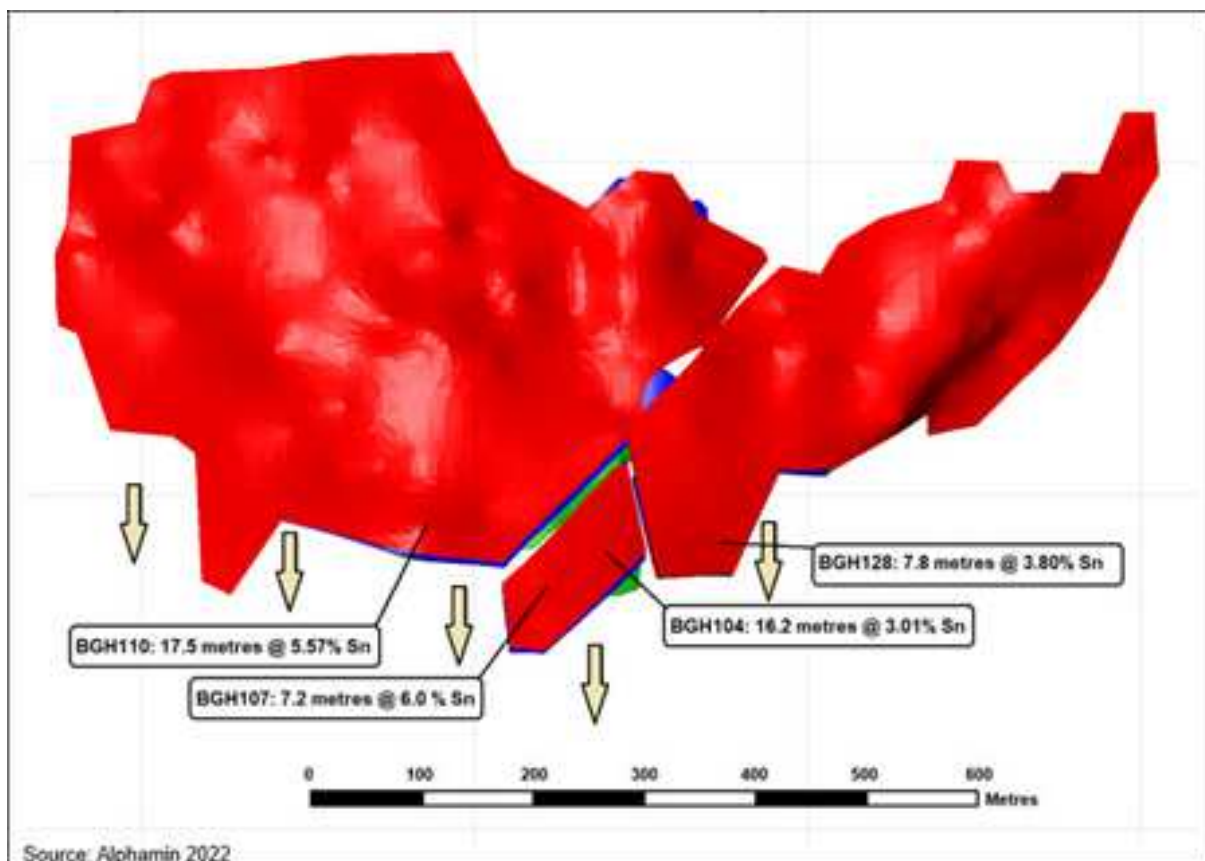 BGH128: 7.8 metres @ 3.80% Sn
BGH104: 16.2 metres @ 3.01% Sn
BGH110: 17.5 metres @ 5.57% Sn
BGH107: 7.2 metres @ 6.0 % Sn
0 100 200 300 400 500 600
Metres
Source: Alphamin 2022